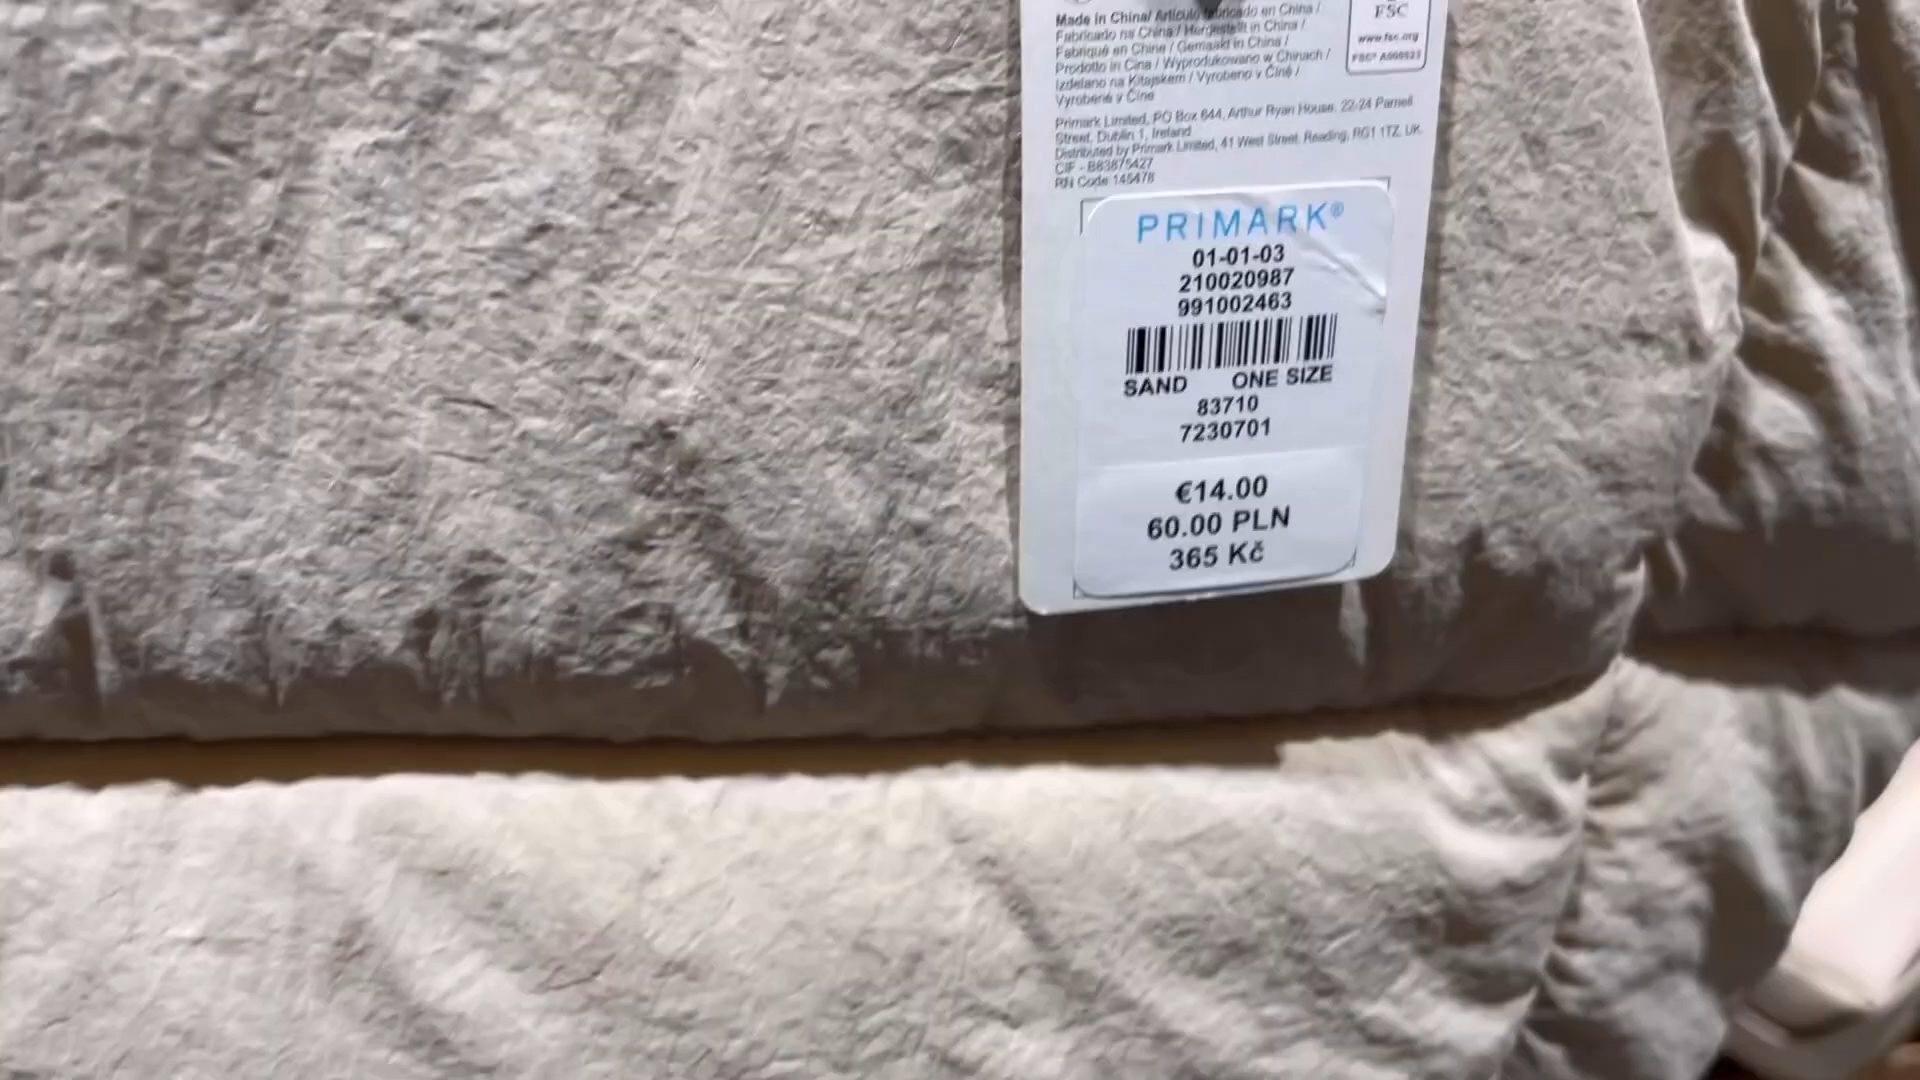 Made in China/ Artículo fabricado en China /
Fabricado na China / Hergestellt in China /
Fabriqué en Chine / Gemaakt in China /
Prodotto in Cina / Wyprodukowano w Chinach /
Izdelano na Kitajskem / Vyrobeno v Číně /
Vyrobené v Číne
FSC
www.fsc.org
Primark Limited, PO Box 644, Arthur Ryan House, 22-24 Parnell
Street, Dublin 1, Ireland
Distributed by Primark Limited, 41 West Street, Reading, RG1 1TZ, UK
CIF - B83875427
RN Code 145478
PRIMARK®
01-01-03
210020987
991002463
SAND ONE SIZE
83710
7230701
€14.00
60.00 PLN
365 Kč